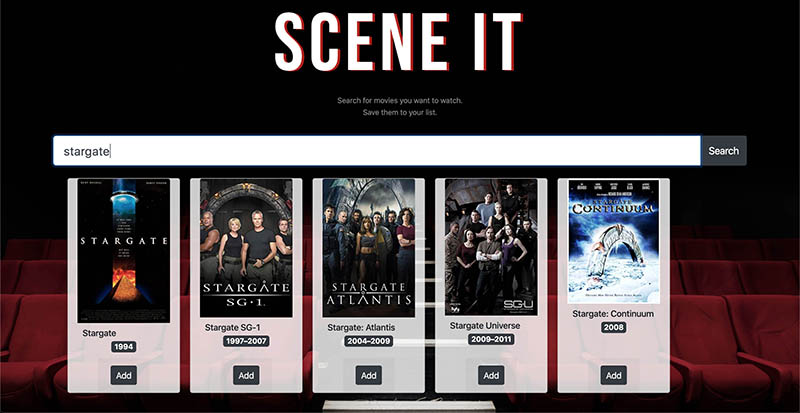 SCENE IT
Search for movies you want to watch.
Save them to your list.
stargate
Search
STARGATE
Stargate
1994
Add
STARGATE
SG·1
Stargate SG-1
1997–2007
Add
STARGATE
ATLANTIS
Stargate: Atlantis
2004–2009
Add
SG·U
Stargate Universe
2009–2011
Add
STARGATE
CONTINUUM
Stargate: Continuum
2008
Add